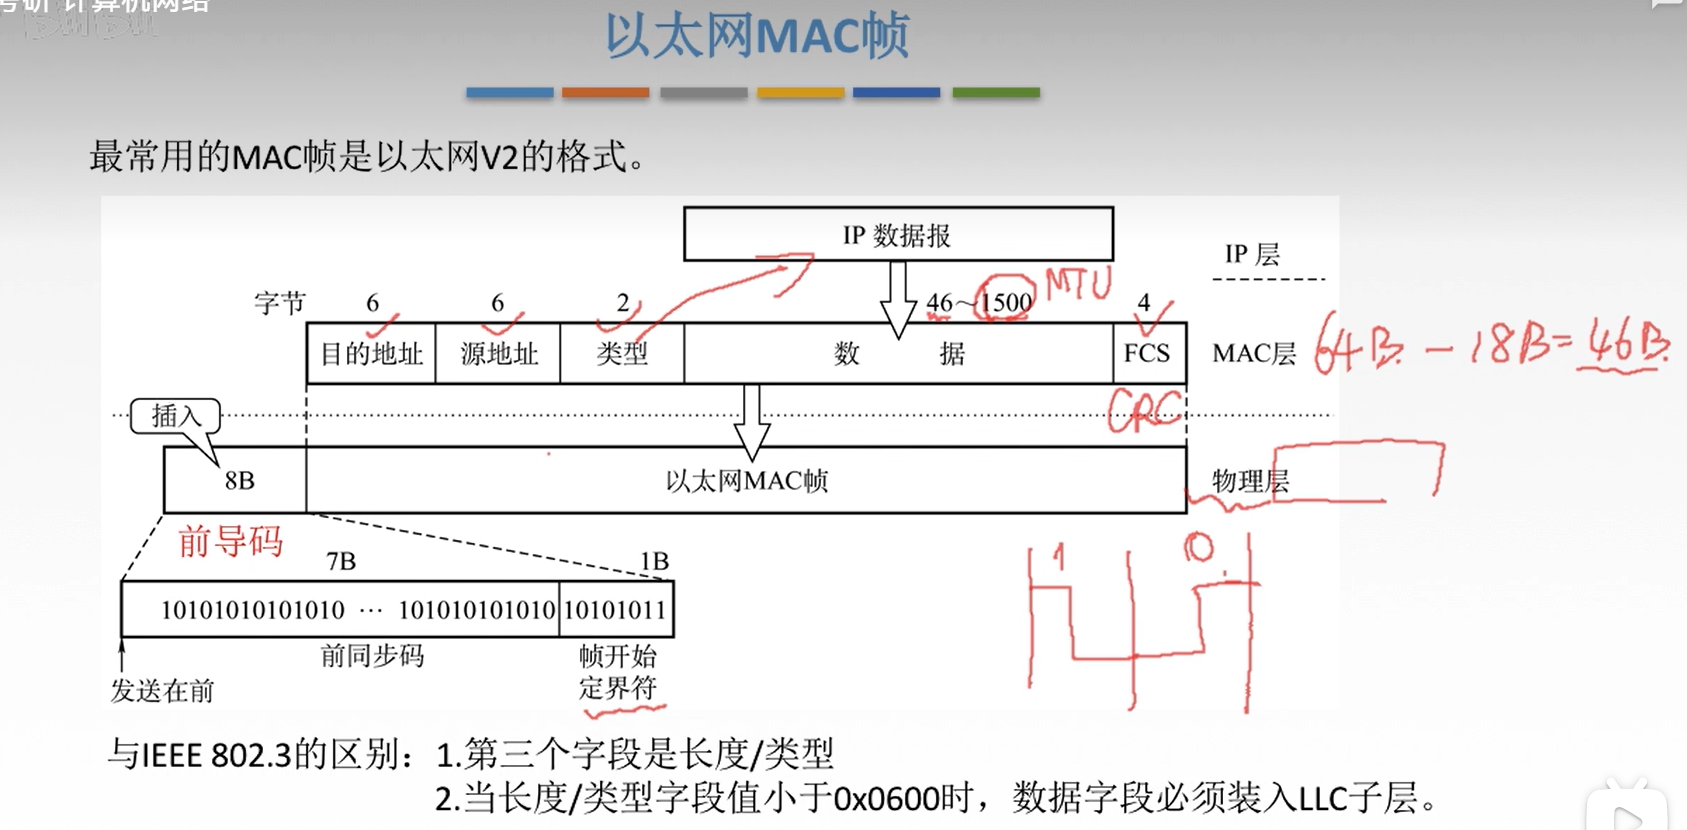 考研 计算机网络
以太网MAC帧
最常用的MAC帧是以太网V2的格式。
IP 数据报
IP 层
字节 6 6 2 46～1500 MTU 4
目的地址 源地址 类型 数 据 FCS MAC层 64B - 18B = 46B
CRC
插入
8B 以太网MAC帧 物理层
前导码
7B 1B
1 0
10101010101010 ··· 101010101010 10101011
前同步码 帧开始
定界符
发送在前
与IEEE 802.3的区别：1.第三个字段是长度/类型
2.当长度/类型字段值小于0x0600时，数据字段必须装入LLC子层。